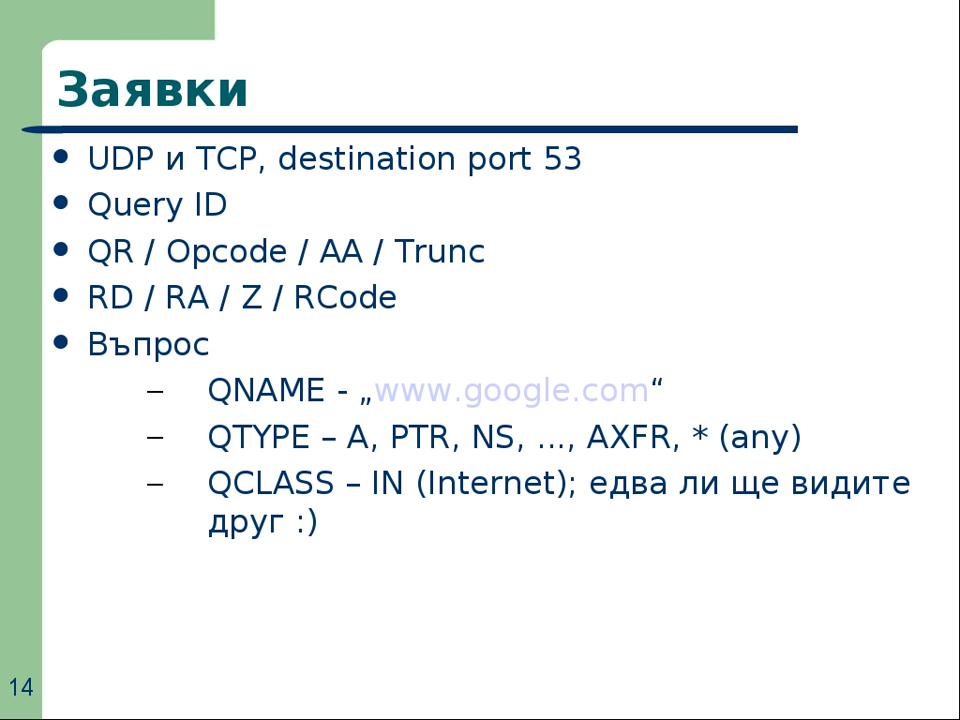 Заявки
UDP и TCP, destination port 53
Query ID
QR / Opcode / AA / Trunc
RD / RA / Z / RCode
Въпрос
– QNAME - „www.google.com“
– QTYPE – A, PTR, NS, ..., AXFR, * (any)
– QCLASS – IN (Internet); едва ли ще видите
друг :)
14